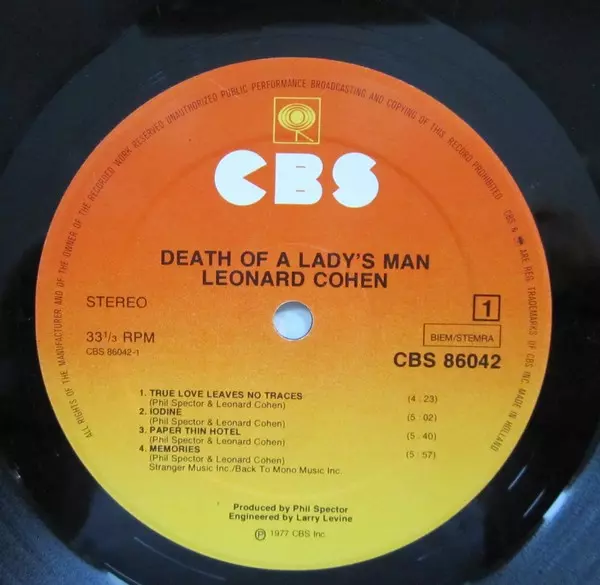 ALL RIGHTS OF THE MANUFACTURER AND OF THE OWNER OF THE RECORDED WORK RESERVED UNAUTHORIZED PUBLIC PERFORMANCE BROADCASTING AND COPYING OF THIS RECORD PROHIBITED CBS & ARE REG. TRADEMARKS OF CBS INC. MADE IN HOLLAND
CBS
DEATH OF A LADY'S MAN
LEONARD COHEN
STEREO
1
33 1/3 RPM
BIEM/STEMRA
CBS 86042-1
CBS 86042
1. TRUE LOVE LEAVES NO TRACES (4:23)
(Phil Spector & Leonard Cohen)
2. IODINE (5:02)
(Phil Spector & Leonard Cohen)
3. PAPER THIN HOTEL (5:40)
(Phil Spector & Leonard Cohen)
4. MEMORIES (5:57)
(Phil Spector & Leonard Cohen)
Stranger Music Inc./Back To Mono Music Inc.
Produced by Phil Spector
Engineered by Larry Levine
℗ 1977 CBS Inc.